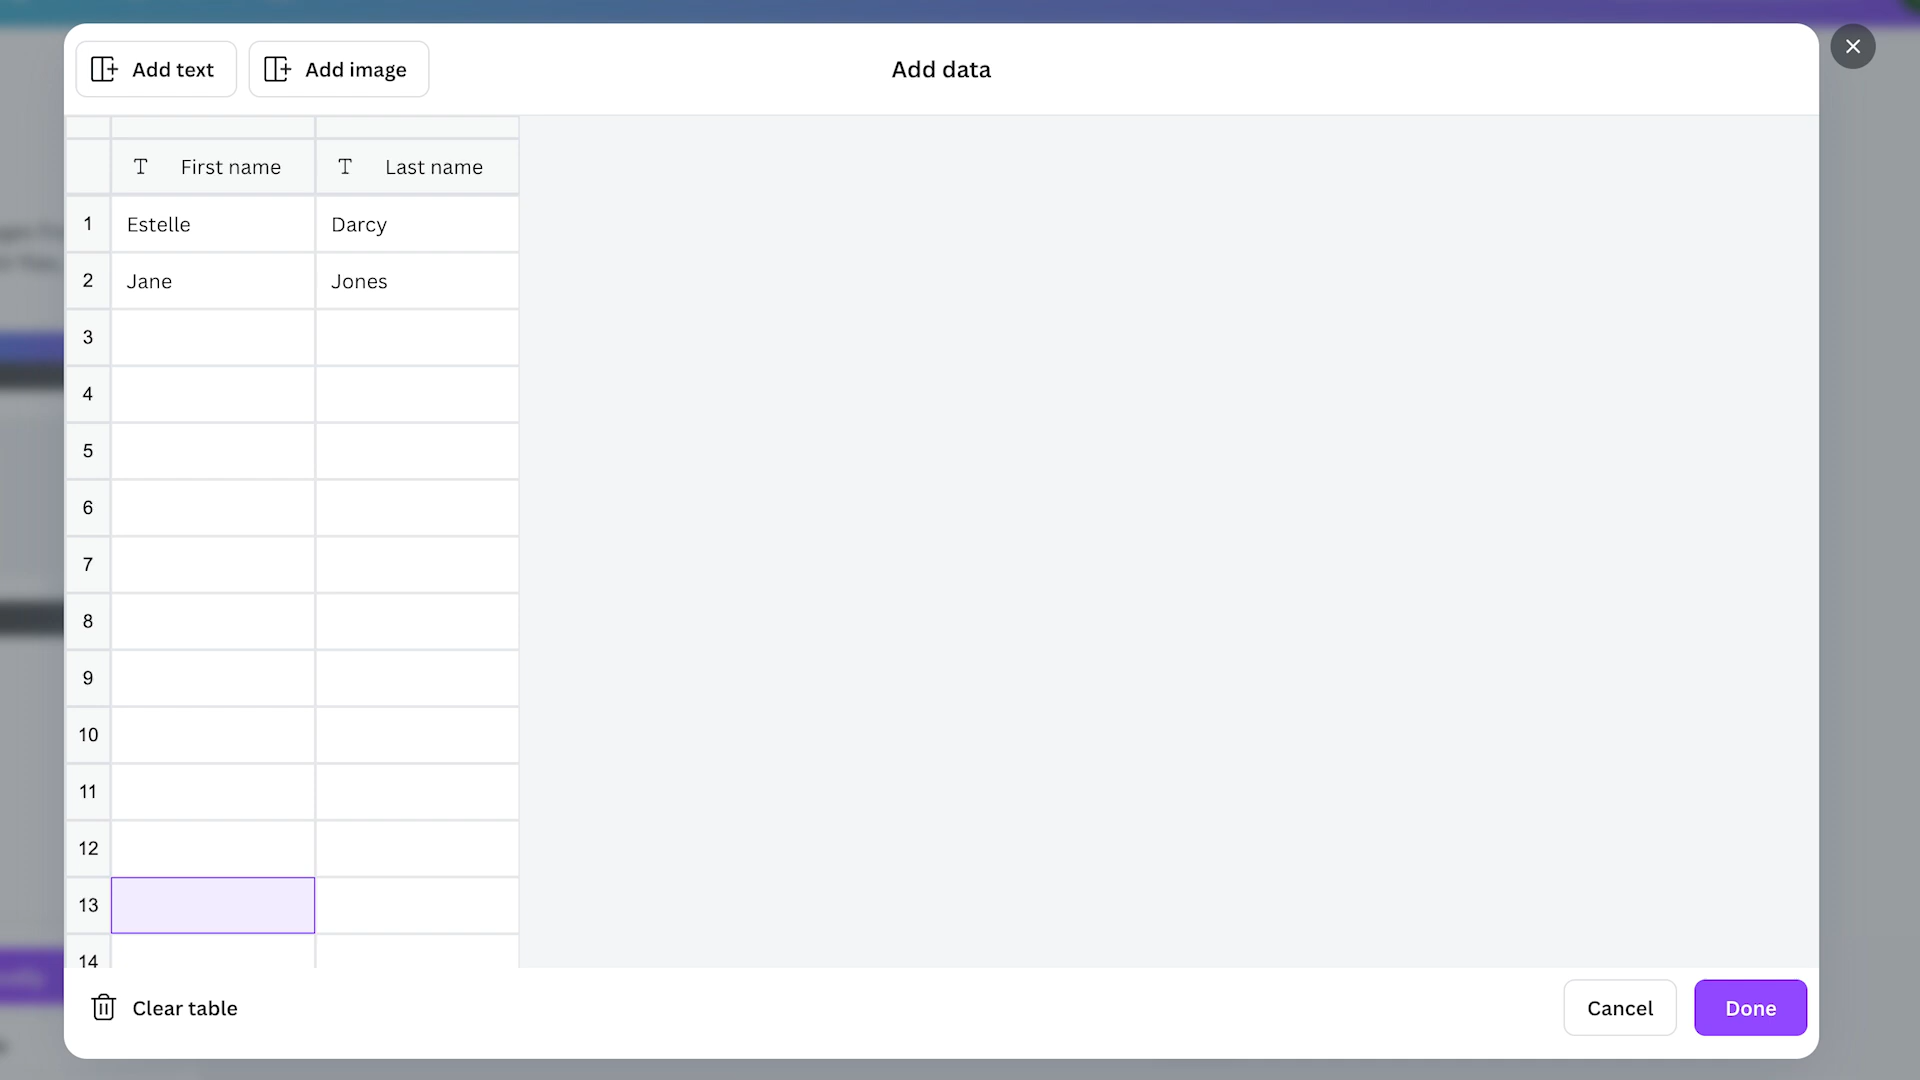 Add text Add image Add data
T First name T Last name
1 Estelle Darcy
2 Jane Jones
3
4
5
6
7
8
9
10
11
12
13
14
Clear table Cancel Done